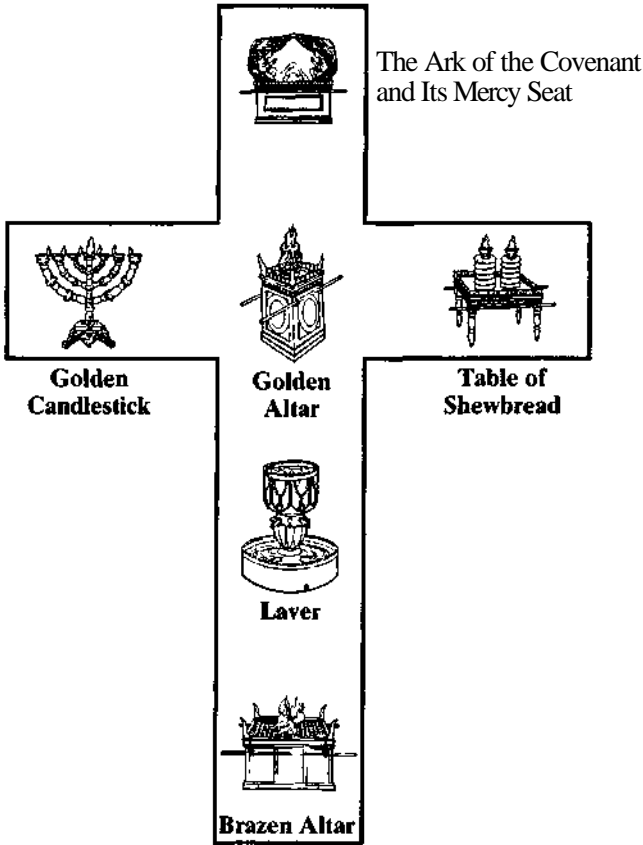 The Ark of the Covenant
and Its Mercy Seat
Golden
Candlestick
Golden
Altar
Table of
Shewbread
Laver
Brazen Altar